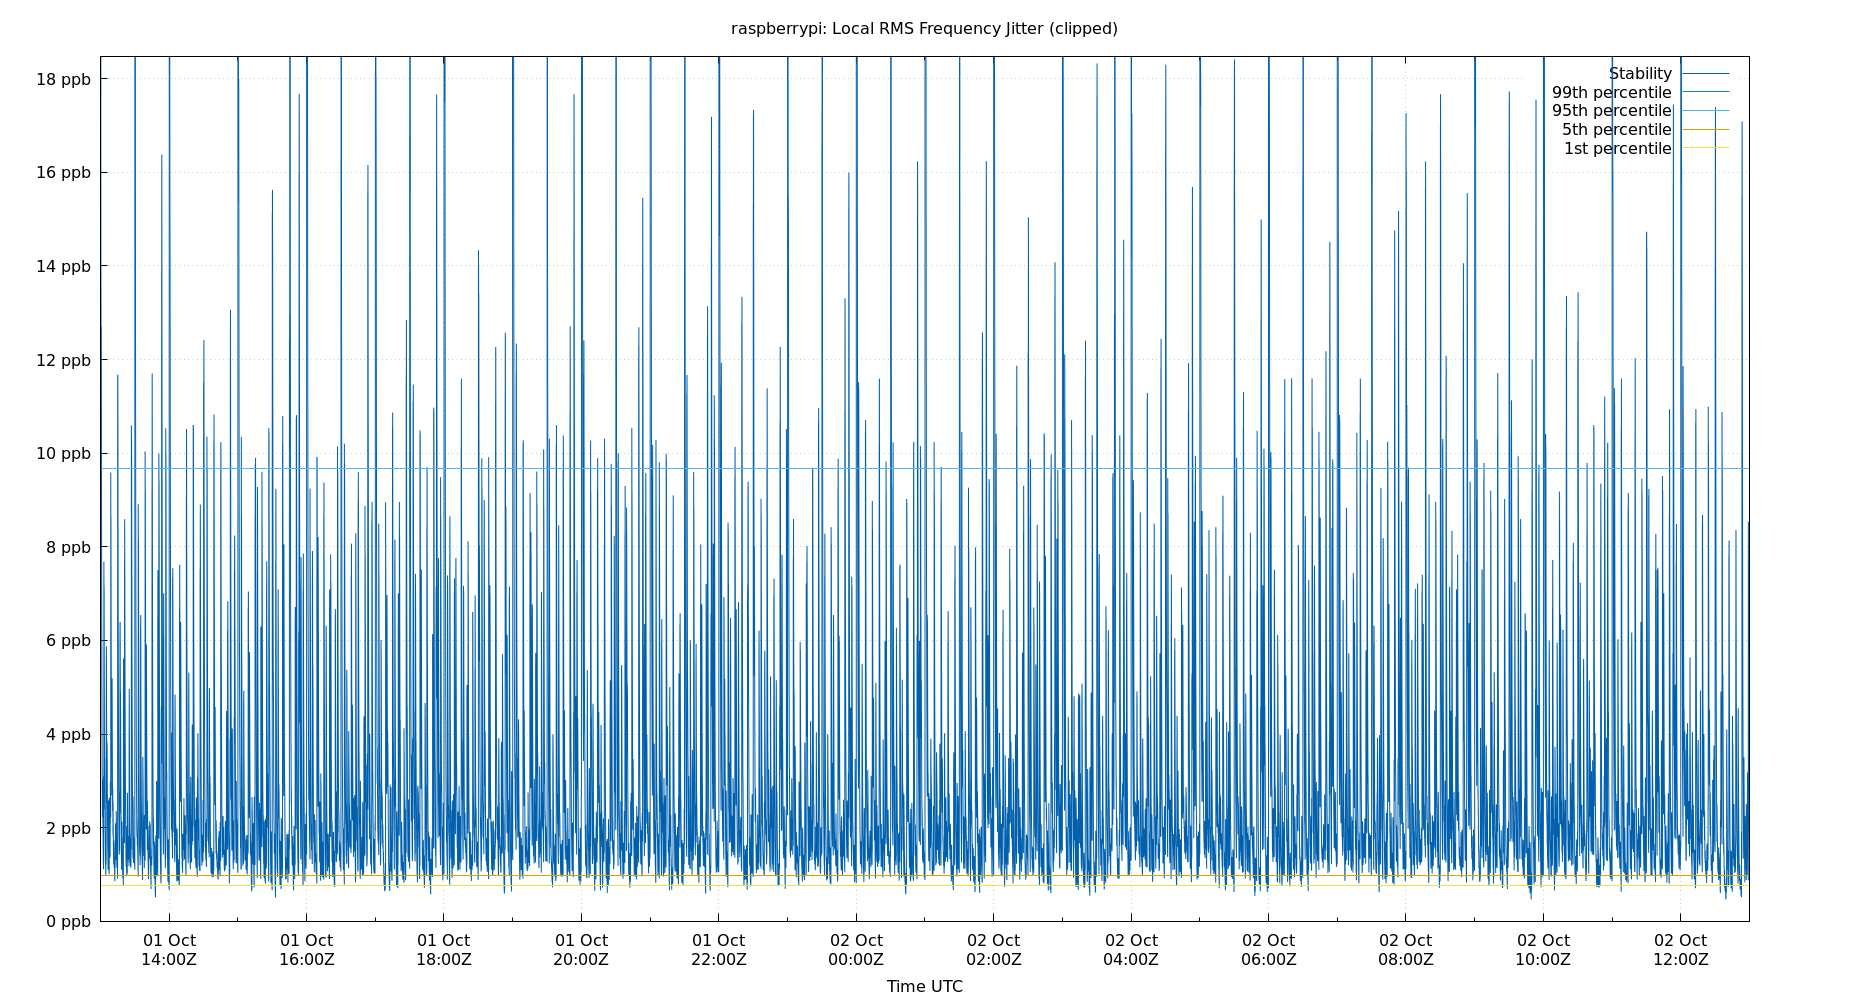 raspberrypi: Local RMS Frequency Jitter (clipped)
18 ppb
16 ppb
14 ppb
12 ppb
10 ppb
8 ppb
6 ppb
4 ppb
2 ppb
0 ppb
Stability
99th percentile
95th percentile
5th percentile
1st percentile
01 Oct 01 Oct 01 Oct 01 Oct 01 Oct 02 Oct 02 Oct 02 Oct 02 Oct 02 Oct 02 Oct 02 Oct
14:00Z 16:00Z 18:00Z 20:00Z 22:00Z 00:00Z 02:00Z 04:00Z 06:00Z 08:00Z 10:00Z 12:00Z
Time UTC